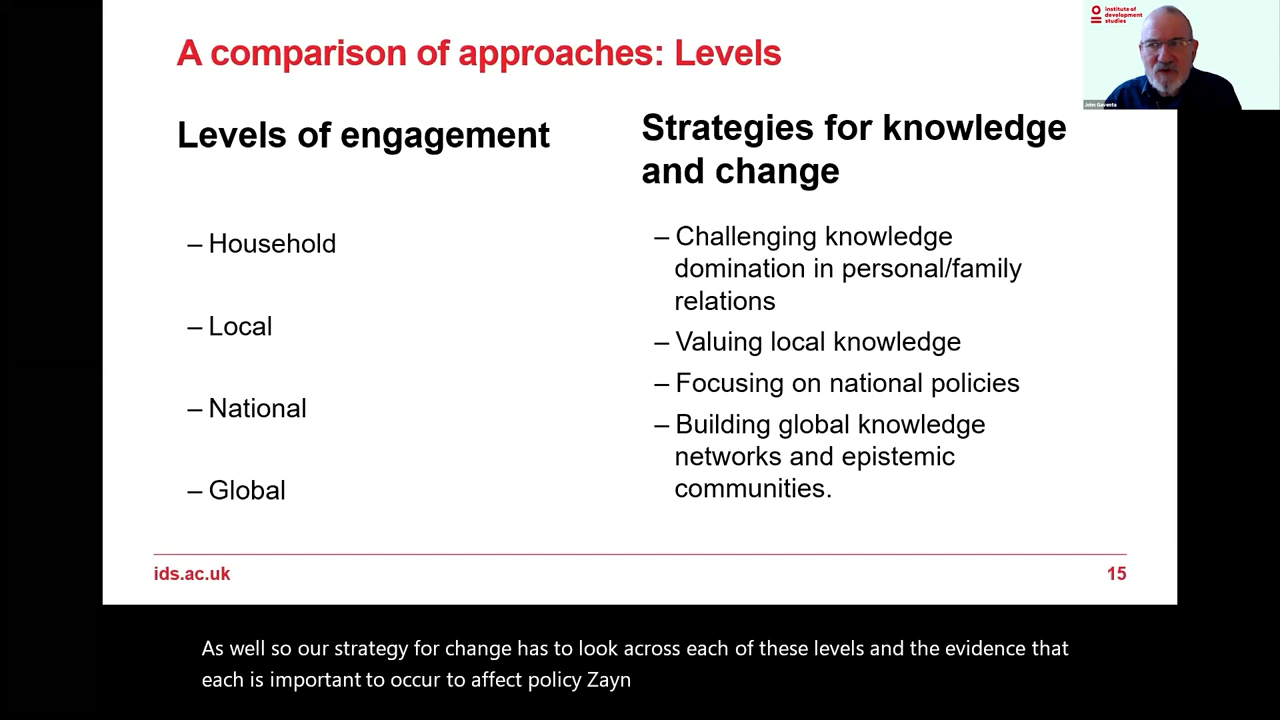 A comparison of approaches: Levels
institute of
development
studies
John Gaventa
Levels of engagement
– Household
– Local
– National
– Global
Strategies for knowledge
and change
– Challenging knowledge
domination in personal/family
relations
– Valuing local knowledge
– Focusing on national policies
– Building global knowledge
networks and epistemic
communities.
ids.ac.uk
15
As well so our strategy for change has to look across each of these levels and the evidence that
each is important to occur to affect policy Zayn